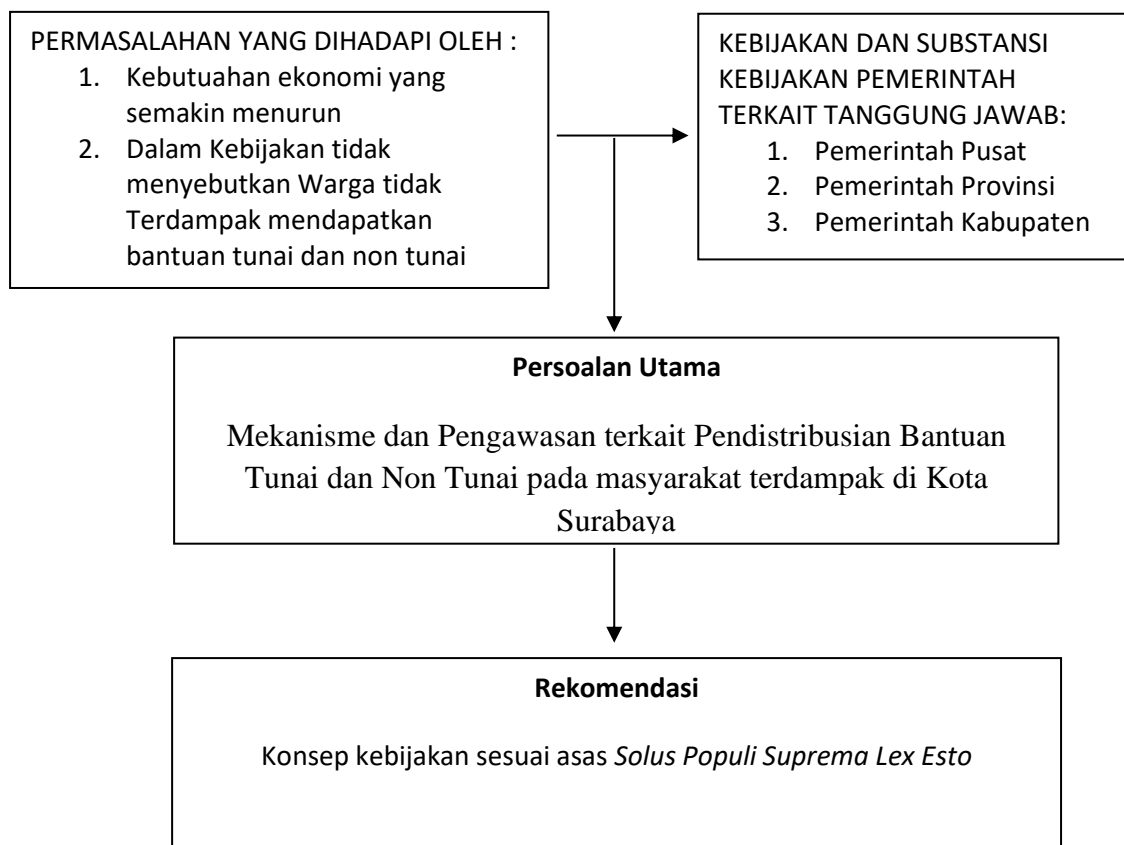 PERMASALAHAN YANG DIHADAPI OLEH :
1. Kebutuahan ekonomi yang
semakin menurun
2. Dalam Kebijakan tidak
menyebutkan Warga tidak
Terdampak mendapatkan
bantuan tunai dan non tunai
KEBIJAKAN DAN SUBSTANSI
KEBIJAKAN PEMERINTAH
TERKAIT TANGGUNG JAWAB:
1. Pemerintah Pusat
2. Pemerintah Provinsi
3. Pemerintah Kabupaten
Persoalan Utama
Mekanisme dan Pengawasan terkait Pendistribusian Bantuan
Tunai dan Non Tunai pada masyarakat terdampak di Kota
Surabaya
Rekomendasi
Konsep kebijakan sesuai asas Solus Populi Suprema Lex Esto